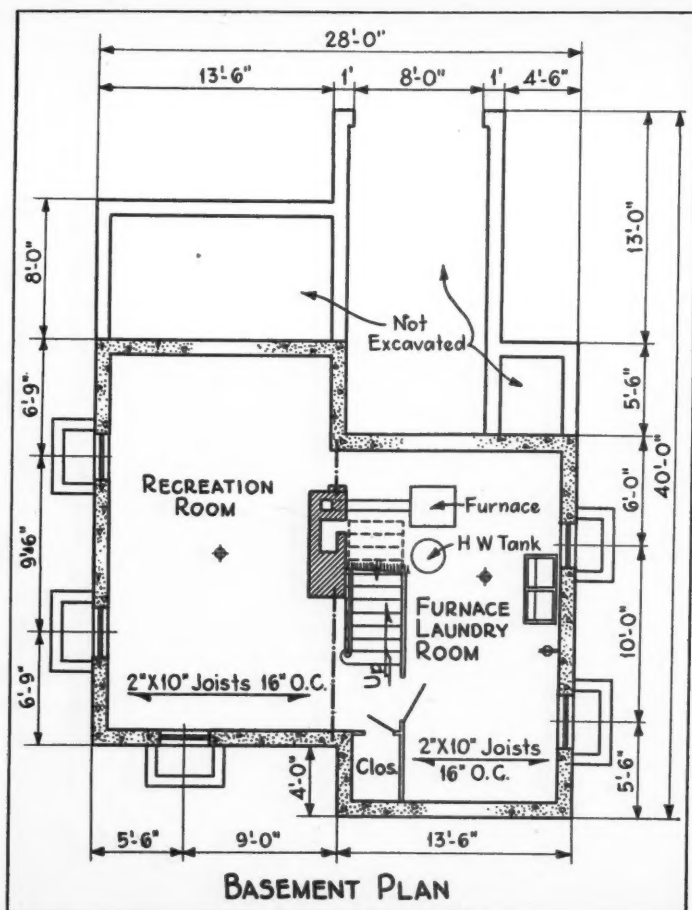 28'-0"
13'-6" 1' 8'-0" 1' 4'-6"
13'-0"
8'-0"
Not
Excavated
6'-9"
5'-6"
40'-0"
6'-0"
RECREATION
ROOM
Furnace
9'-6"
H W Tank
FURNACE
LAUNDRY
ROOM
10'-0"
Up
6'-9"
2"X10" Joists 16" O.C.
2"X10" Joists
16" O.C.
Clos.
4'-0"
5'-6"
5'-6" 9'-0" 13'-6"
BASEMENT PLAN